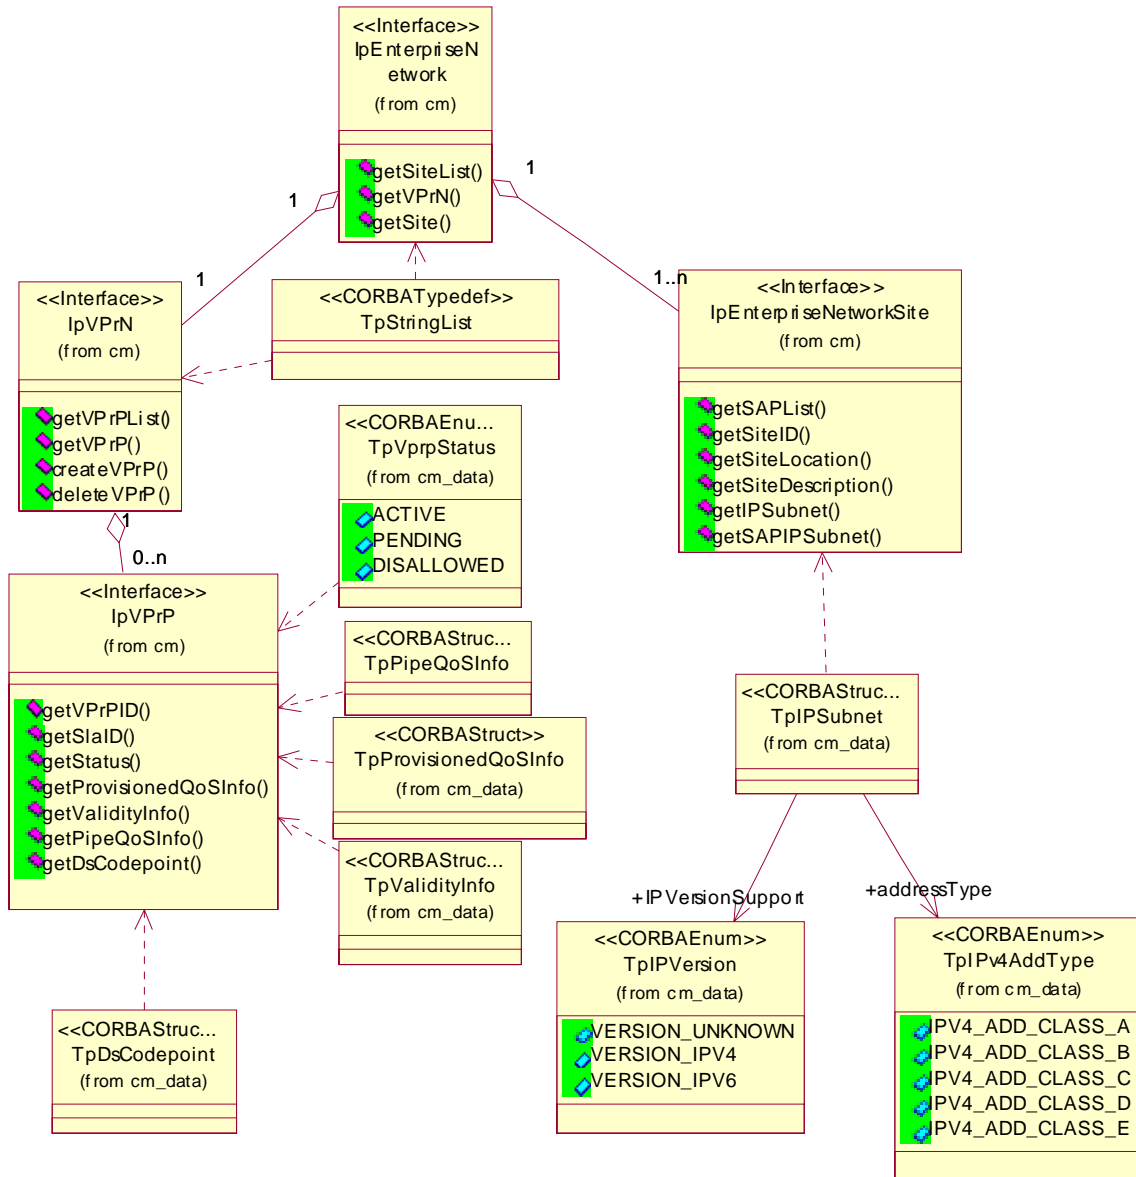 <<Interface>>
IpEnterpriseN
etwork
(from cm)
getSiteList()
getVPrN()
getSite()
1
1
1
1..n
<<Interface>>
IpVPrN
(from cm)
getVPrPList()
getVPrP()
createVPrP()
deleteVPrP()
<<CORBATypedef>>
TpStringList
<<Interface>>
IpEnterpriseNetworkSite
(from cm)
getSAPList()
getSiteID()
getSiteLocation()
getSiteDescription()
getIPSubnet()
getSAPIPSubnet()
<<CORBAEnu...
TpVprpStatus
(from cm_data)
ACTIVE
PENDING
DISALLOWED
1
0..n
<<Interface>>
IpVPrP
(from cm)
getVPrPID()
getSlaID()
getStatus()
getProvisionedQoSInfo()
getValidityInfo()
getPipeQoSInfo()
getDsCodepoint()
<<CORBAStruc...
TpPipeQoSInfo
<<CORBAStruct>>
TpProvisionedQoSInfo
(from cm_data)
<<CORBAStruc...
TpValidityInfo
(from cm_data)
<<CORBAStruc...
TpIPSubnet
(from cm_data)
+IPVersionSupport
+addressType
<<CORBAEnum>>
TpIPVersion
(from cm_data)
VERSION_UNKNOWN
VERSION_IPV4
VERSION_IPV6
<<CORBAEnum>>
TpIPv4AddType
(from cm_data)
IPV4_ADD_CLASS_A
IPV4_ADD_CLASS_B
IPV4_ADD_CLASS_C
IPV4_ADD_CLASS_D
IPV4_ADD_CLASS_E
<<CORBAStruc...
TpDsCodepoint
(from cm_data)